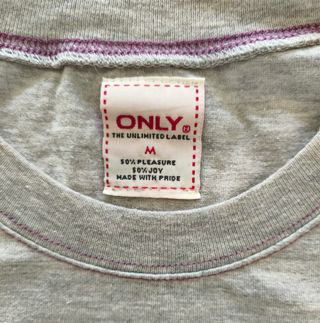 ONLY®
THE UNLIMITED LABEL
M
50% PLEASURE
50% JOY
MADE WITH PRIDE